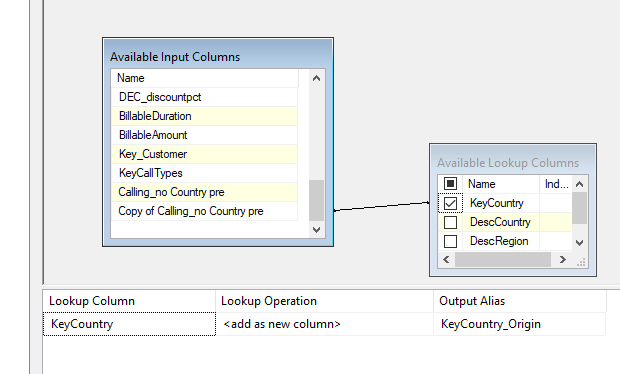 Available Input Columns
Name
DEC_discountpct
BillableDuration
BillableAmount
Key_Customer
KeyCallTypes
Calling_no Country pre
Copy of Calling_no Country pre
Available Lookup Columns
Name Ind...
KeyCountry
DescCountry
DescRegion
Lookup Column Lookup Operation Output Alias
KeyCountry <add as new column> KeyCountry_Origin